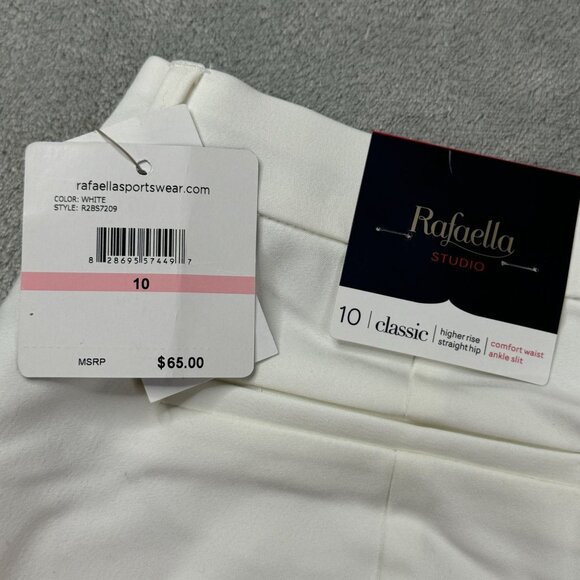 rafaellasportswear.com
COLOR: WHITE
STYLE: R2BS7209
8 28695 57449 7
10
MSRP $65.00
Rafaella
STUDIO
10 | classic | higher rise
straight hip | comfort waist
ankle slit